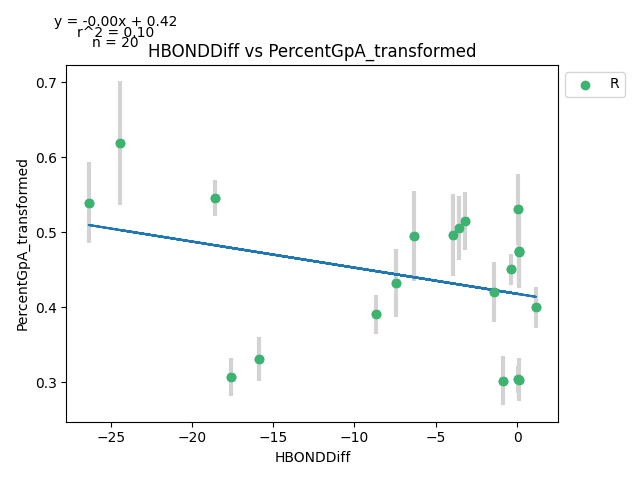 y = -0.00x + 0.42
r^2 = 0.10
n = 20
HBONDDiff vs PercentGpA_transformed
R
PercentGpA_transformed
0.7
0.6
0.5
0.4
0.3
−25
−20
−15
−10
−5
0
HBONDDiff